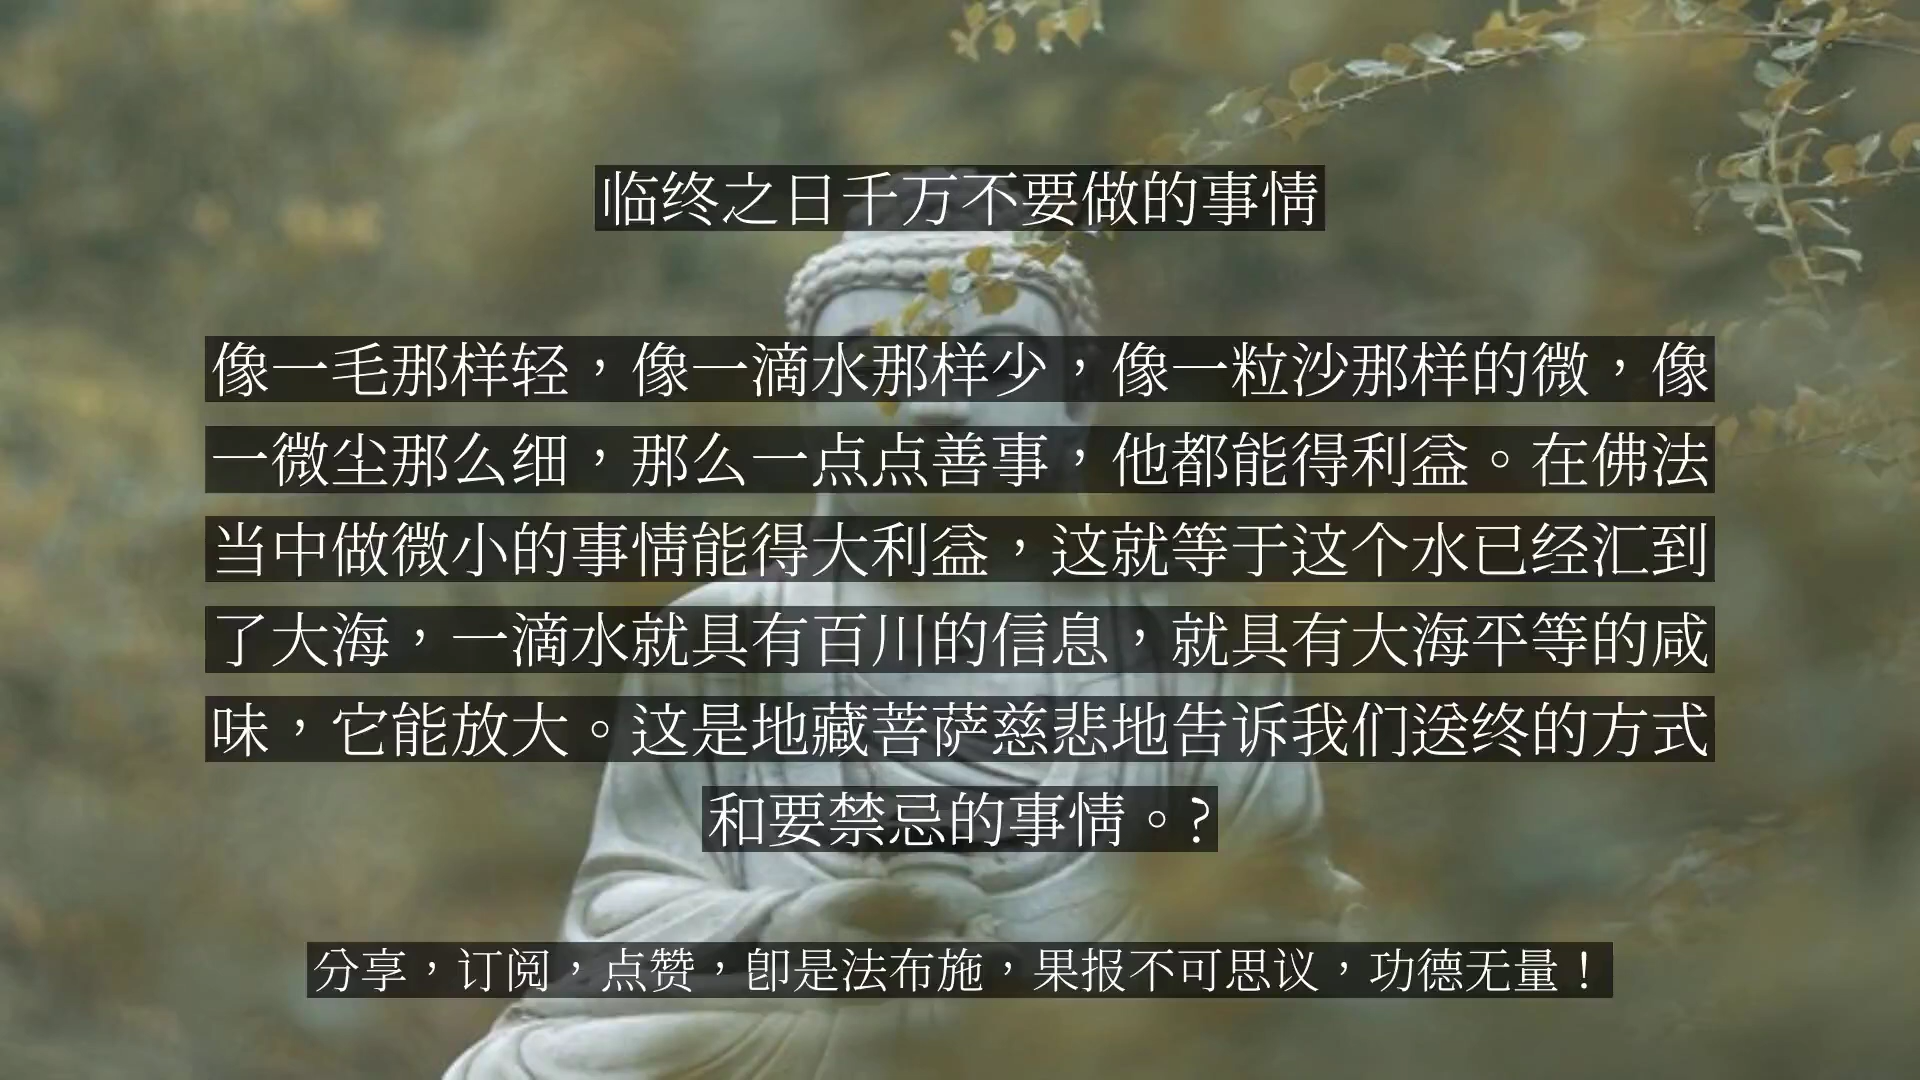 临终之日千万不要做的事情
像一毛那样轻，像一滴水那样少，像一粒沙那样的微，像
一微尘那么细，那么一点点善事，他都能得利益。在佛法
当中做微小的事情能得大利益，这就等于这个水已经汇到
了大海，一滴水就具有百川的信息，就具有大海平等的咸
味，它能放大。这是地藏菩萨慈悲地告诉我们送终的方式
和要禁忌的事情。?
分享，订阅，点赞，即是法布施，果报不可思议，功德无量！